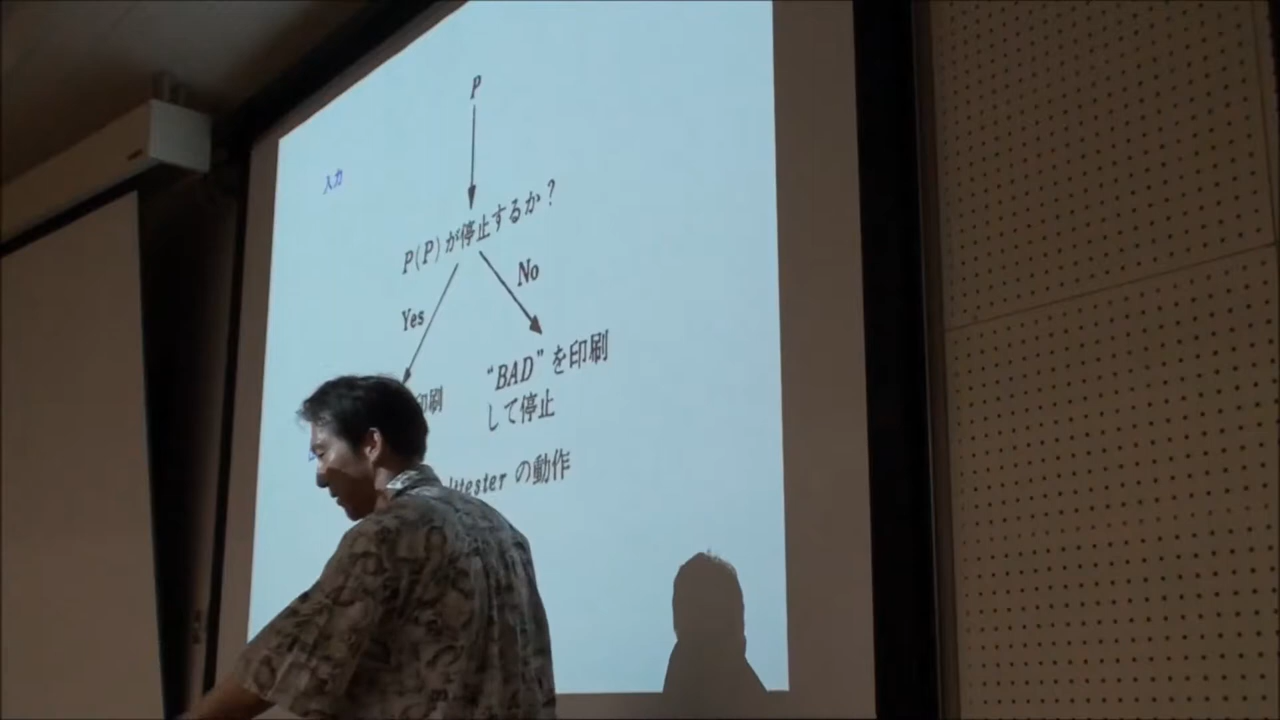 P
入力
P(P)が停止するか？
No
Yes
“BAD”を印刷
印刷
して停止
tester の動作